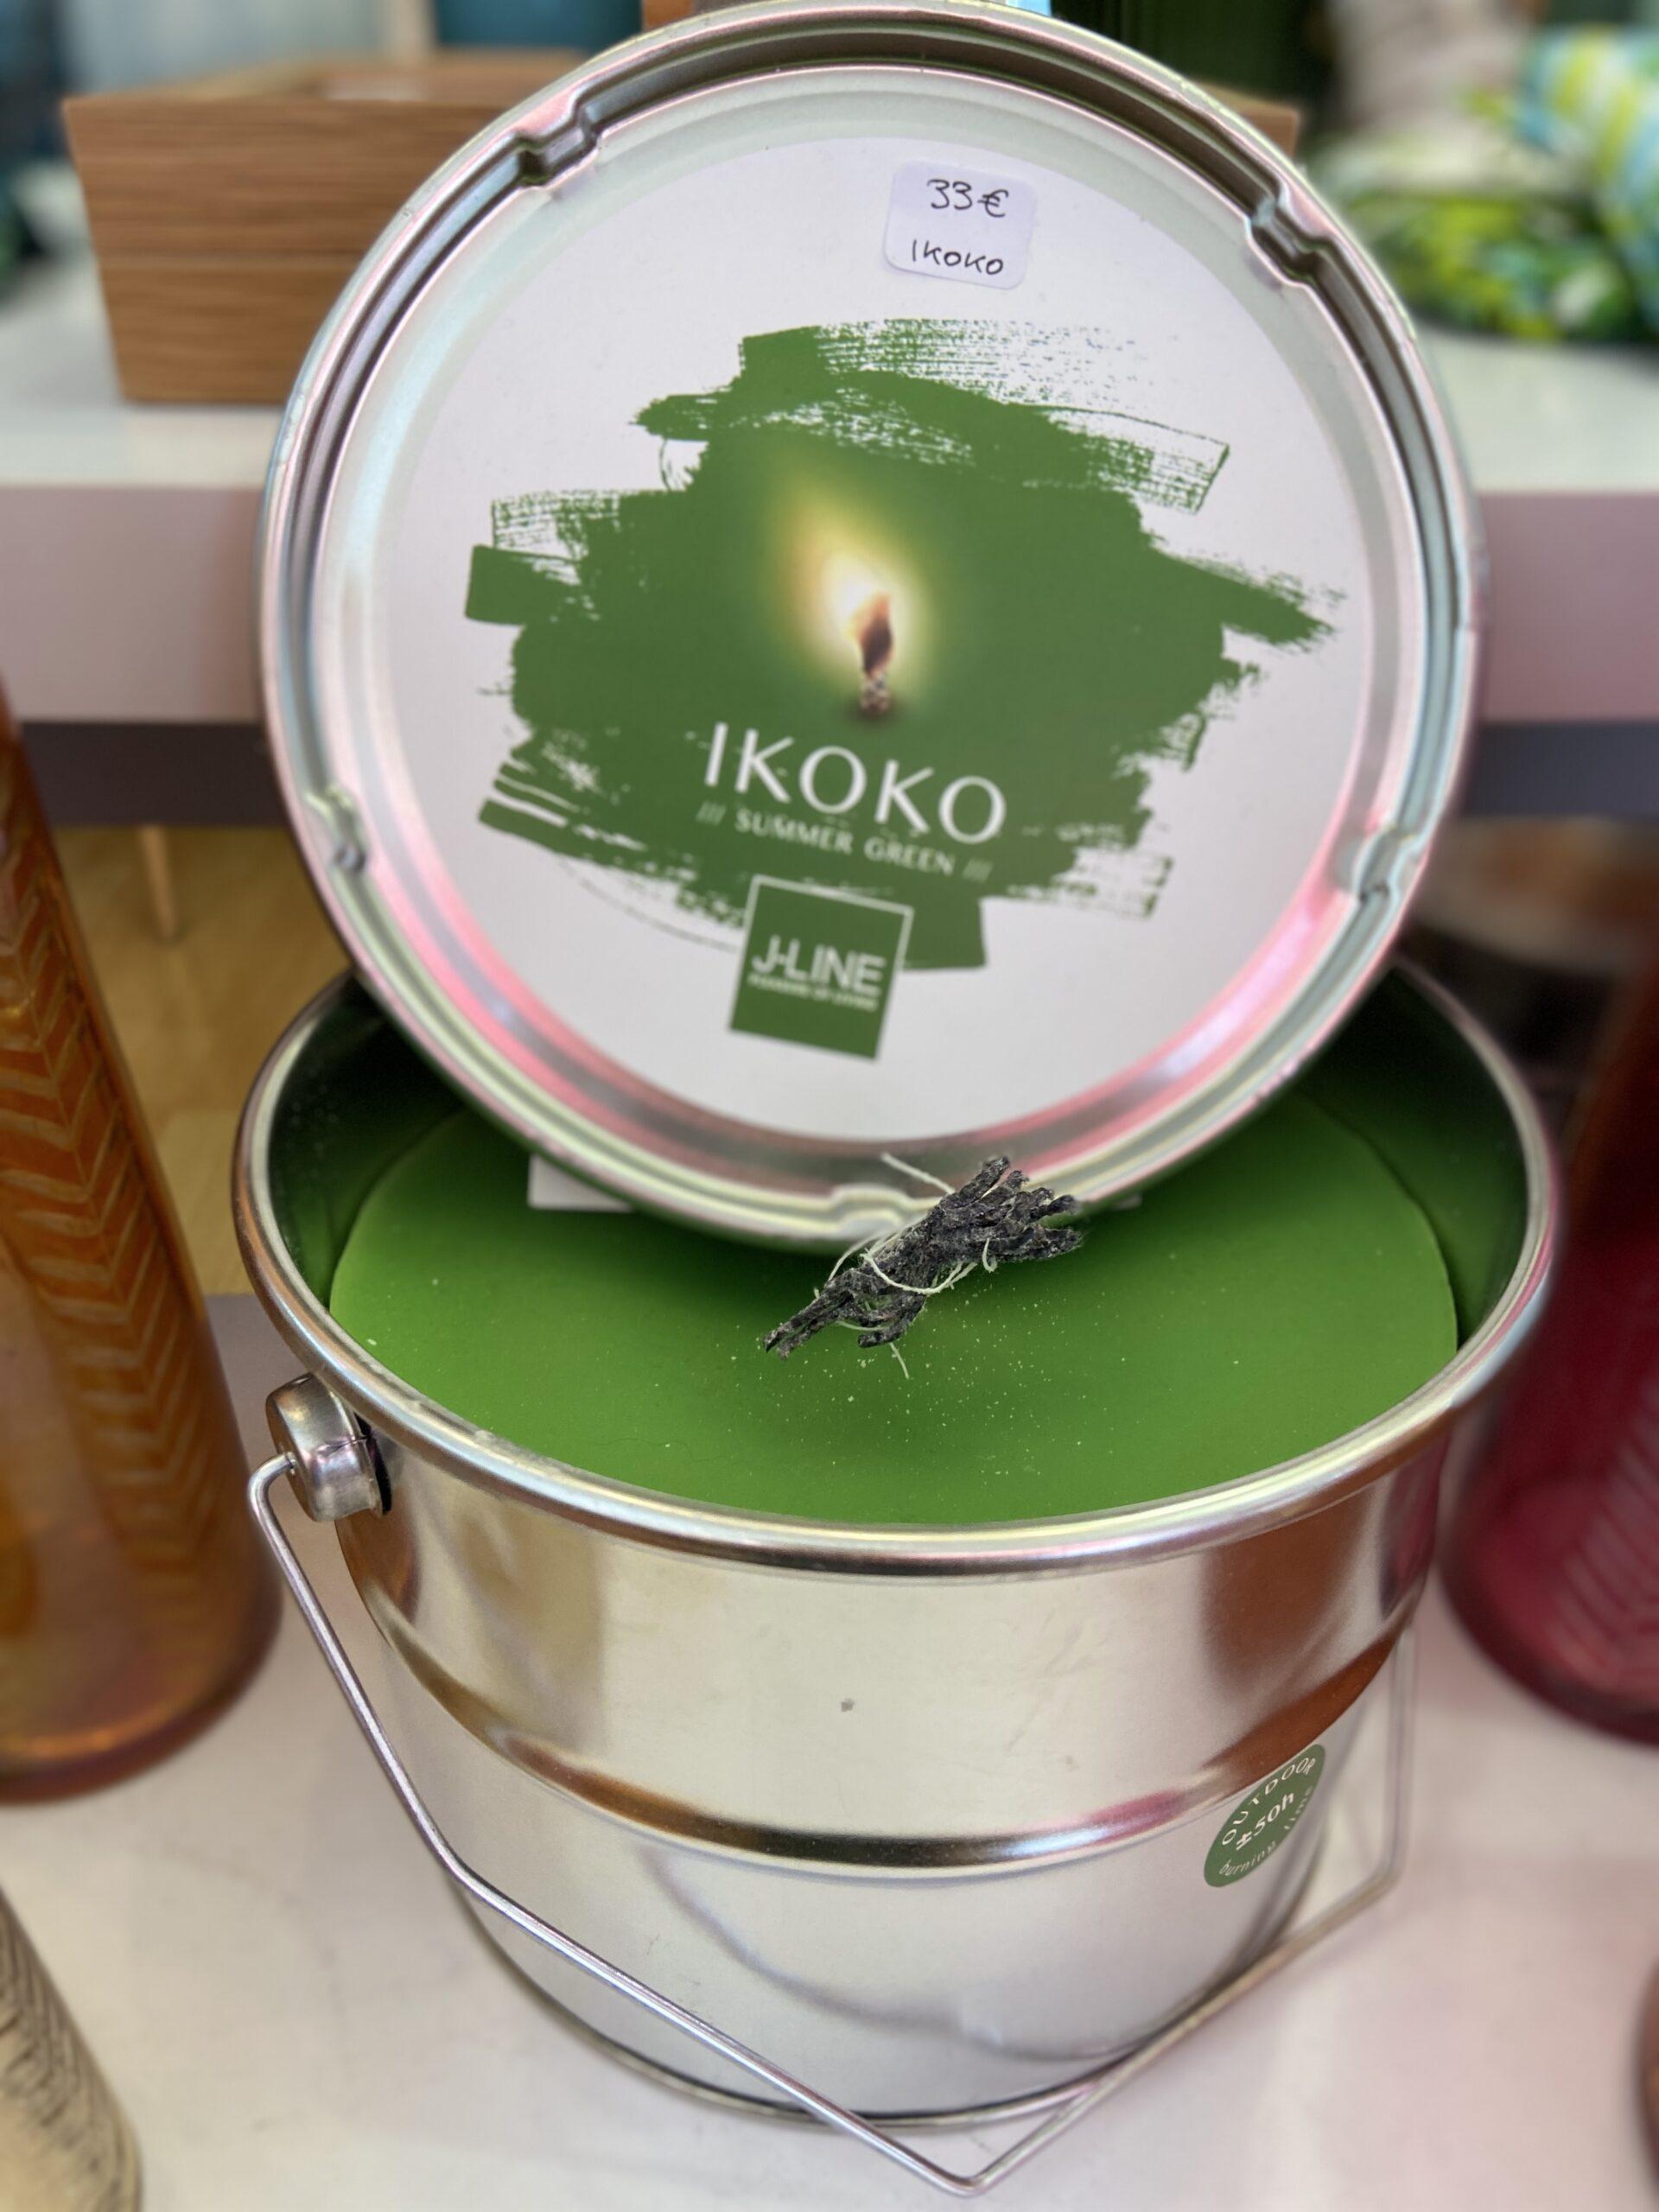 33€
IKOKO
IKOKO
/// SUMMER GREEN ///
J-LINE
OUTDOOR
±50h
burning time